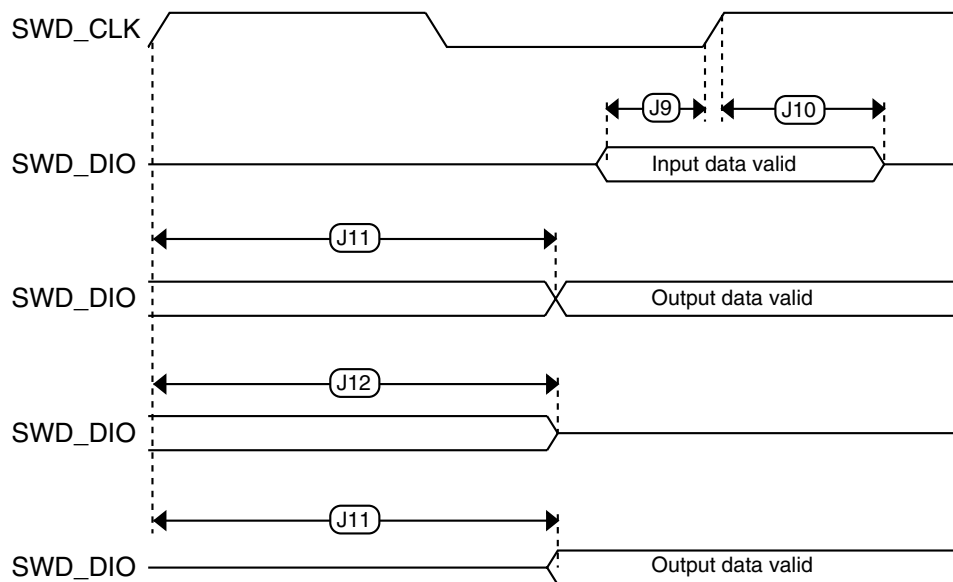 SWD_CLK
J9
J10
SWD_DIO
Input data valid
J11
SWD_DIO
Output data valid
J12
SWD_DIO
J11
SWD_DIO
Output data valid